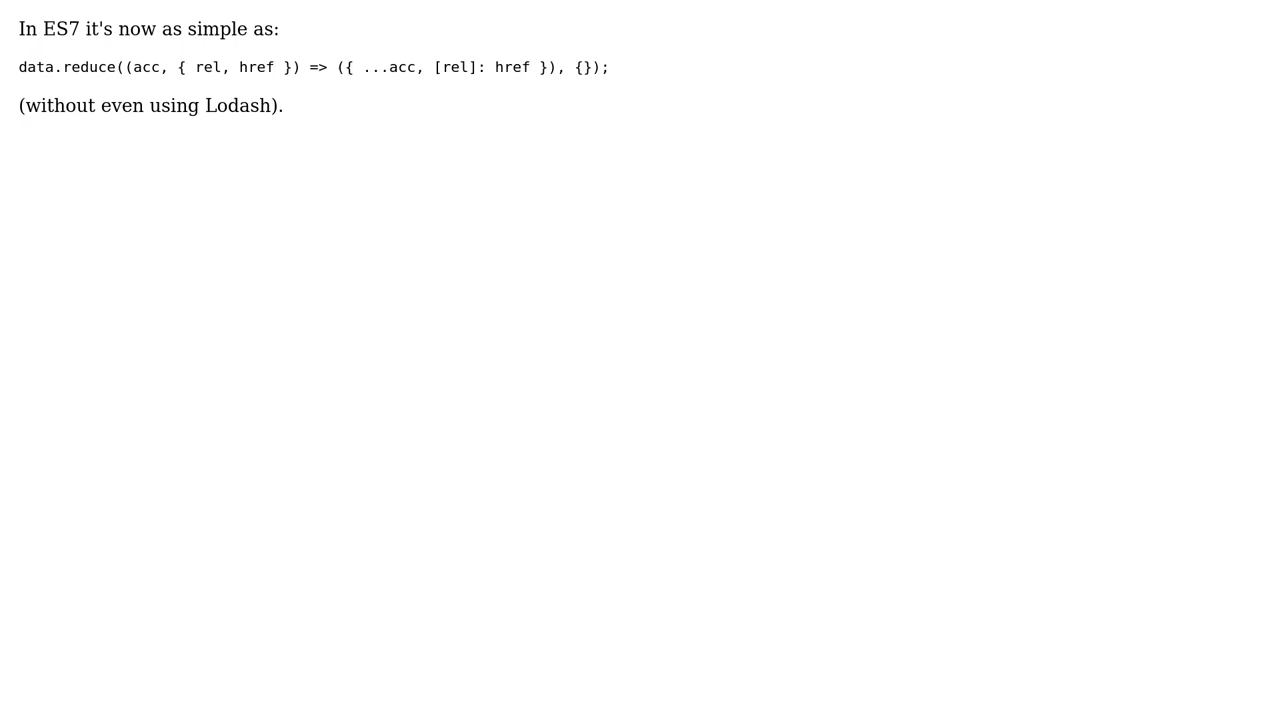 In ES7 it's now as simple as:
data.reduce((acc, { rel, href }) => ({ ...acc, [rel]: href }), {});
(without even using Lodash).